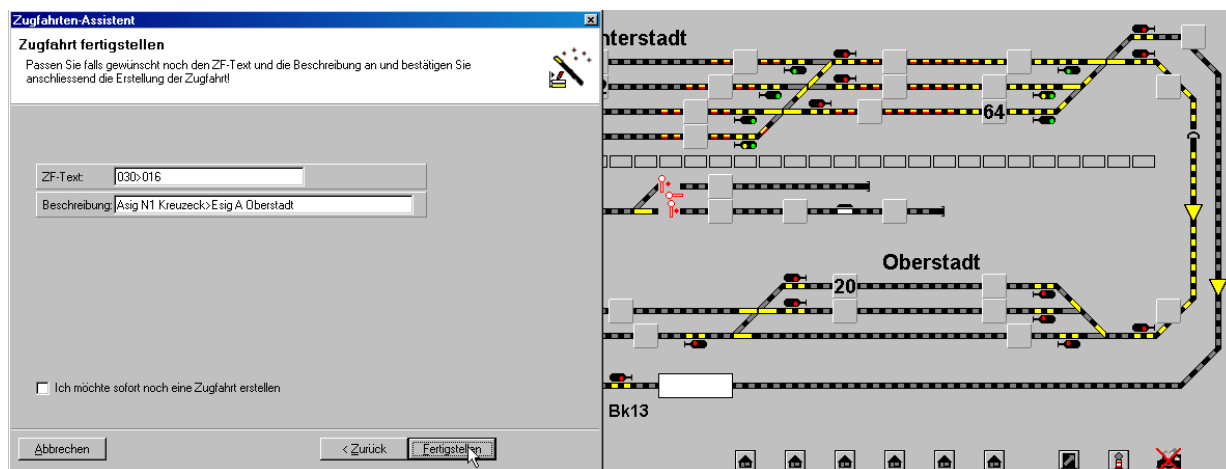 Zugfahrten-Assistent
Zugfahrt fertigstellen
Passen Sie falls gewünscht noch den ZF-Text und die Beschreibung an und bestätigen Sie
anschliessend die Erstellung der Zugfahrt!
ZF-Text: 030>016
Beschreibung: Asig N1 Kreuzeck>Esig A Oberstadt
Ich möchte sofort noch eine Zugfahrt erstellen
Abbrechen
< Zurück
Fertigstellen
nterstadt
64
Oberstadt
20
Bk13